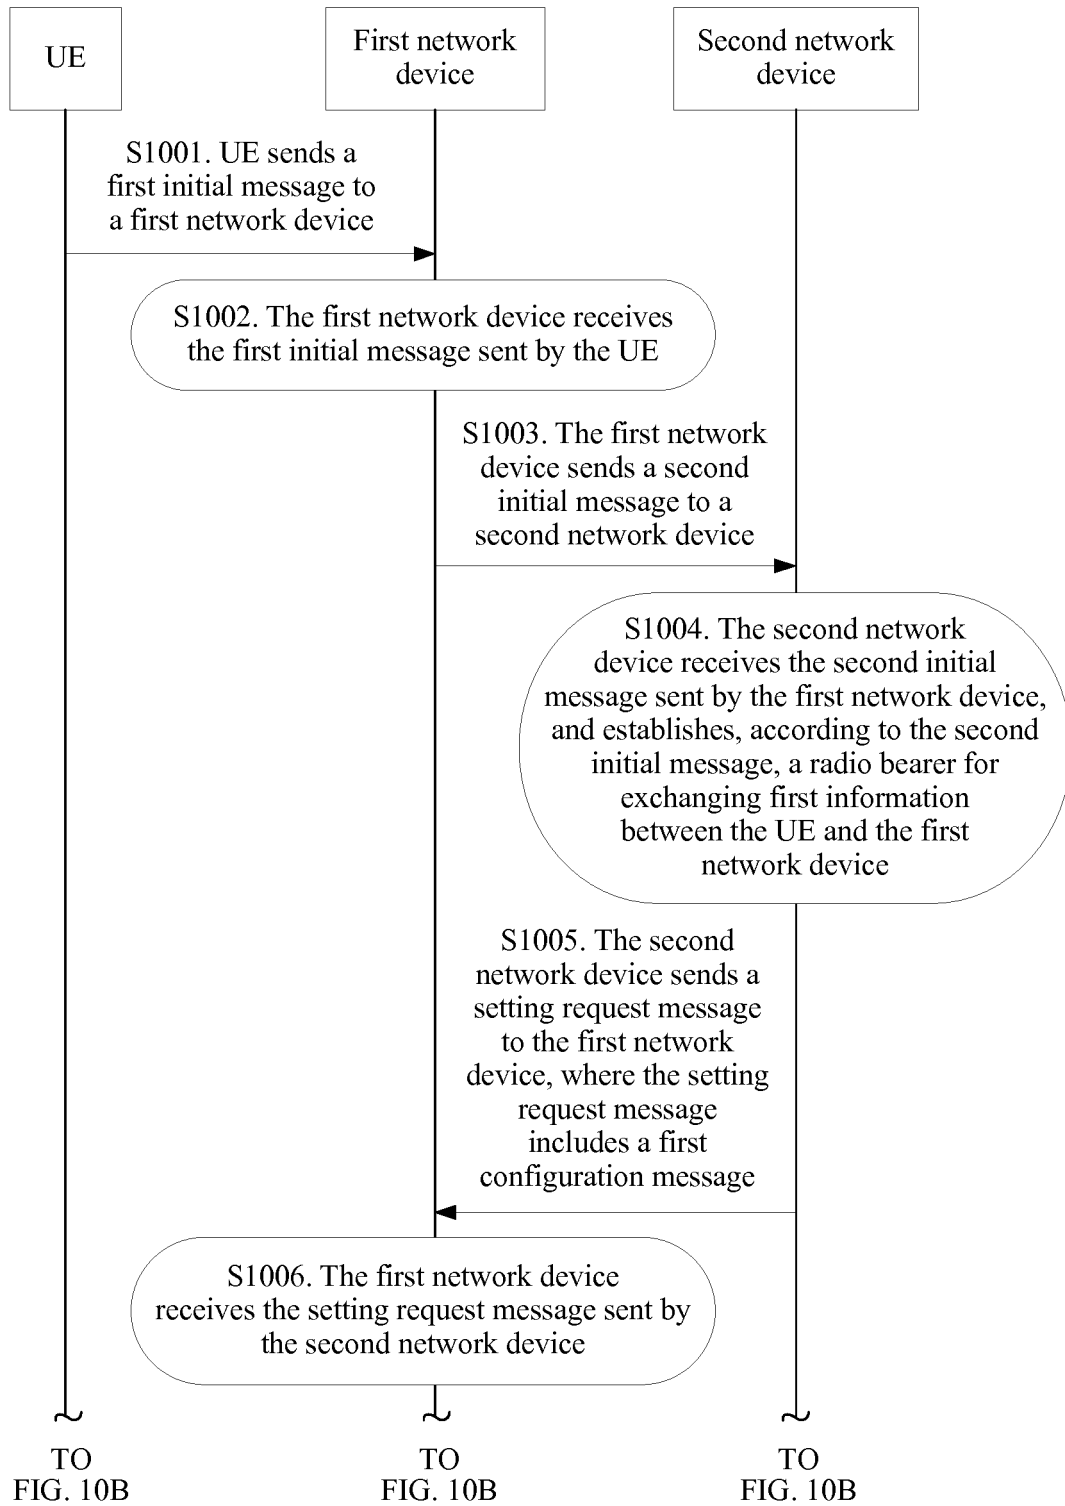 UE
First network
device
Second network
device
S1001. UE sends a
first initial message to
a first network device
S1002. The first network device receives
the first initial message sent by the UE
S1003. The first network
device sends a second
initial message to a
second network device
S1004. The second network
device receives the second initial
message sent by the first network device,
and establishes, according to the second
initial message, a radio bearer for
exchanging first information
between the UE and the first
network device
S1005. The second
network device sends a
setting request message
to the first network
device, where the setting
request message
includes a first
configuration message
S1006. The first network device
receives the setting request message sent by
the second network device
TO
FIG. 10B
TO
FIG. 10B
TO
FIG. 10B